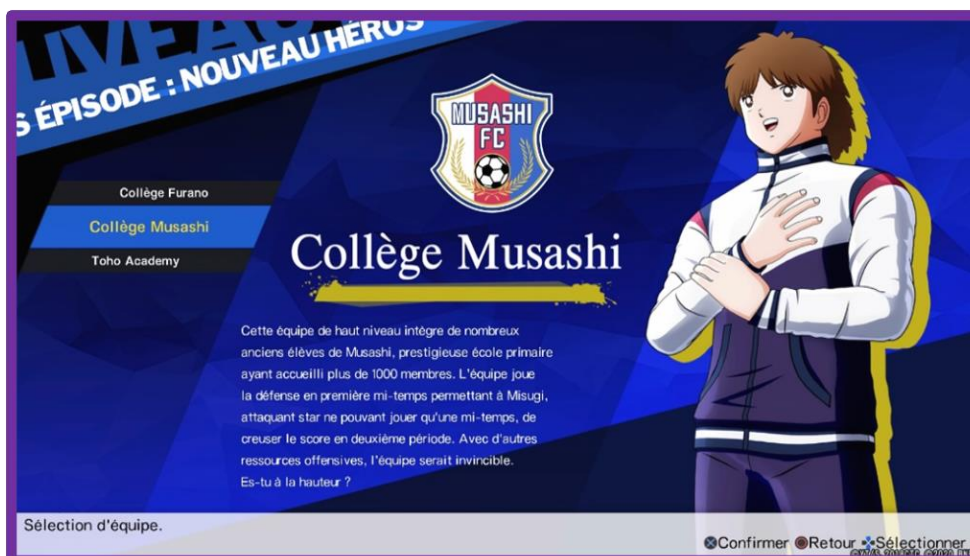 UVEAU
S ÉPISODE : NOUVEAU HÉROS
MUSASHI
FC
Collège Furano
Collège Musashi
Toho Academy
Collège Musashi
Cette équipe de haut niveau intègre de nombreux
anciens élèves de Musashi, prestigieuse école primaire
ayant accueilli plus de 1000 membres. L'équipe joue
la défense en première mi-temps permettant à Misugi,
attaquant star ne pouvant jouer qu'une mi-temps, de
creuser le score en deuxième période. Avec d'autres
ressources offensives, l'équipe serait invincible.
Es-tu à la hauteur ?
Sélection d'équipe.
Confirmer Retour Sélectionner